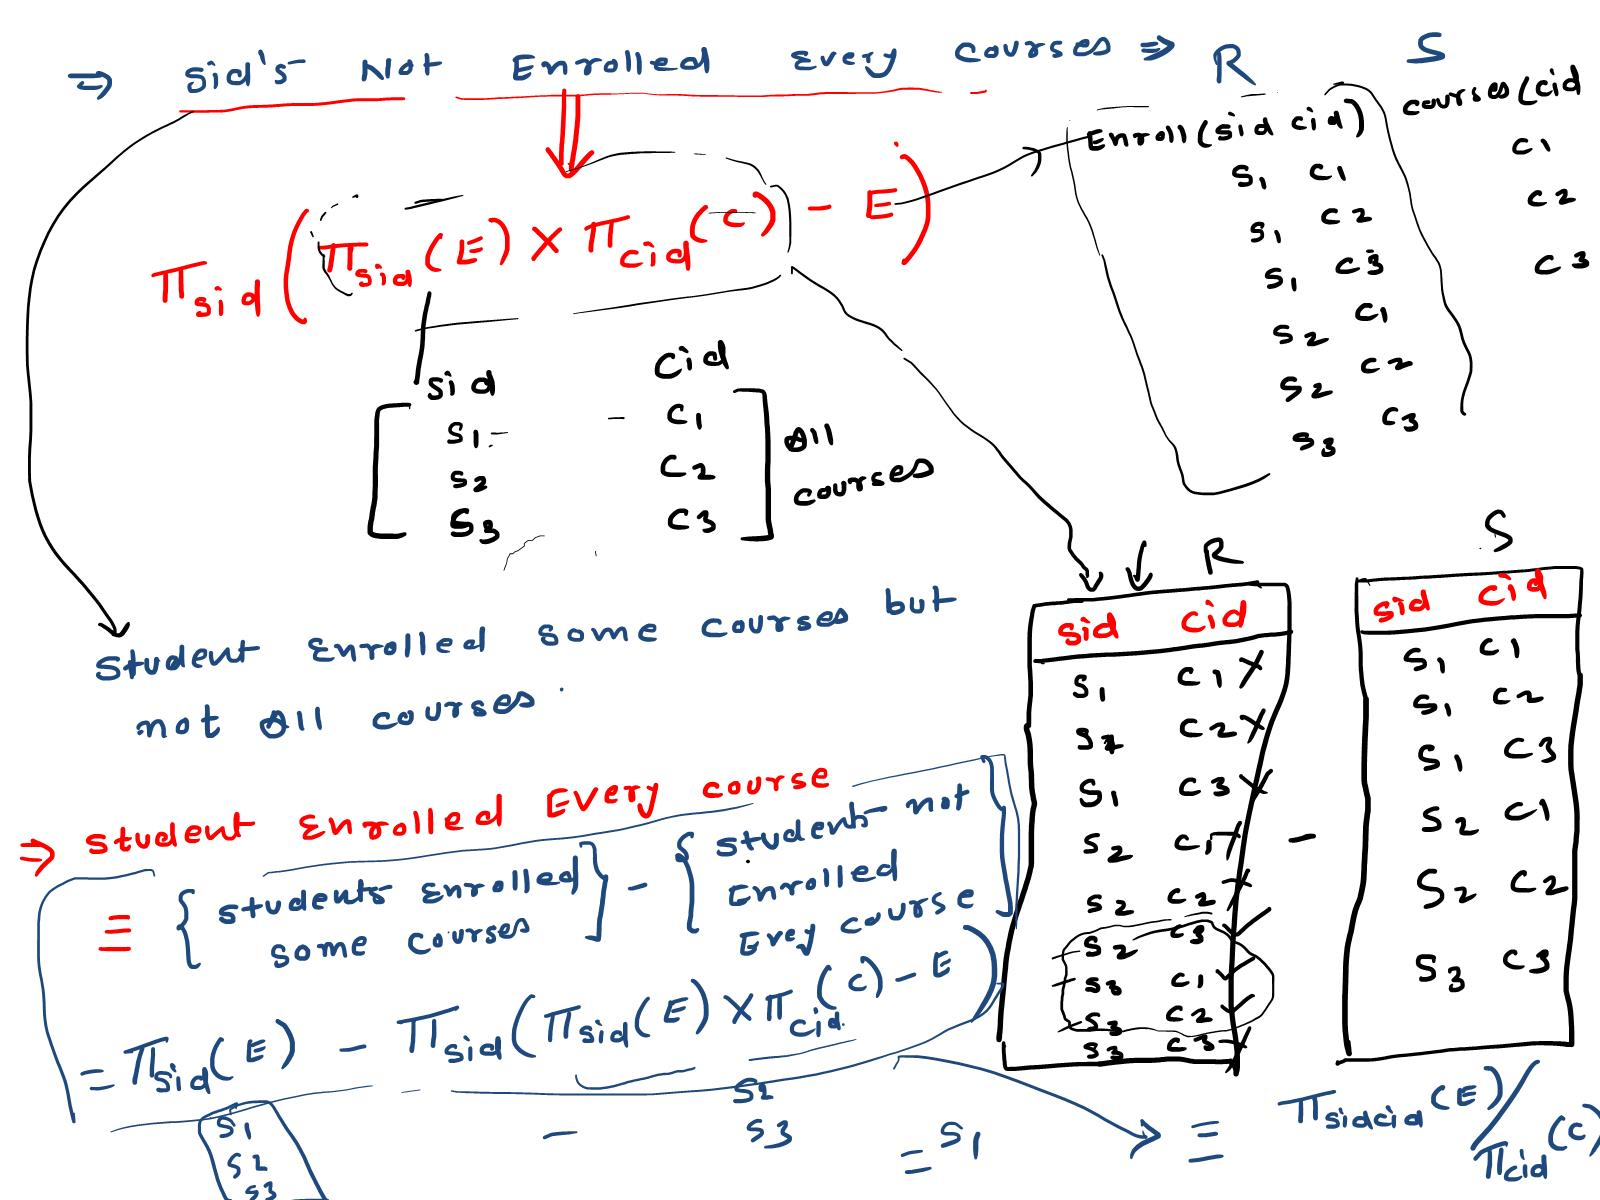 ⇒ Sid's Not Enrolled Every courses ⇒
R S
Enroll(sid cid) courses(cid
S1 C1 C1
S1 C2 C2
S1 C3 C3
S2 C1
S2 C2
S3 C3
πsid(πsid(E) × πcid(C) - E)
sid cid
S1 - C1
S2 C2
S3 C3
All
courses
Student Enrolled some courses but
not All courses.
R
sid cid
S1 C1 ×
C2 ×
S1 C3
S2 C1
S2 C2
S2 C3 ✓
S3 C1 ✓
S3 C2 ✓
S3 C3
-
S
sid cid
S1 C1
S1 C2
S1 C3
S2 C1
S2 C2
S3 C3
⇒ student Enrolled EVEry course
≡ {students Enrolled some courses} - {students not Enrolled Evey course}
= πsid(E) - πsid(πsid(E) × πcid(C) - E)
S1
S2
S3
-
S2
S3
= S1
≡ πsidcid(E)/πcid(C)